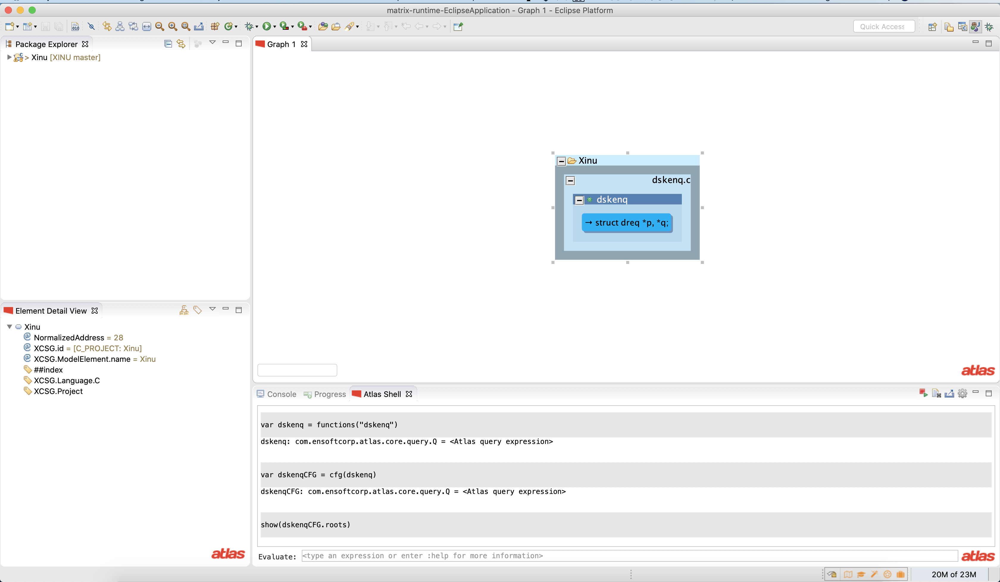 matrix-runtime-EclipseApplication - Graph 1 - Eclipse Platform
010
Quick Access
Package Explorer
> Xinu [XINU master]
Graph 1
Xinu
dskenq.c
dskenq
→ struct dreq *p, *q;
atlas
Element Detail View
Xinu
NormalizedAddress = 28
XCSG.id = [C_PROJECT: Xinu]
XCSG.ModelElement.name = Xinu
##index
XCSG.Language.C
XCSG.Project
atlas
Console Progress Atlas Shell
var dskenq = functions("dskenq")
dskenq: com.ensoftcorp.atlas.core.query.Q = <Atlas query expression>
var dskenqCFG = cfg(dskenq)
dskenqCFG: com.ensoftcorp.atlas.core.query.Q = <Atlas query expression>
show(dskenqCFG.roots)
Evaluate: <type an expression or enter :help for more information>
atlas
20M of 23M